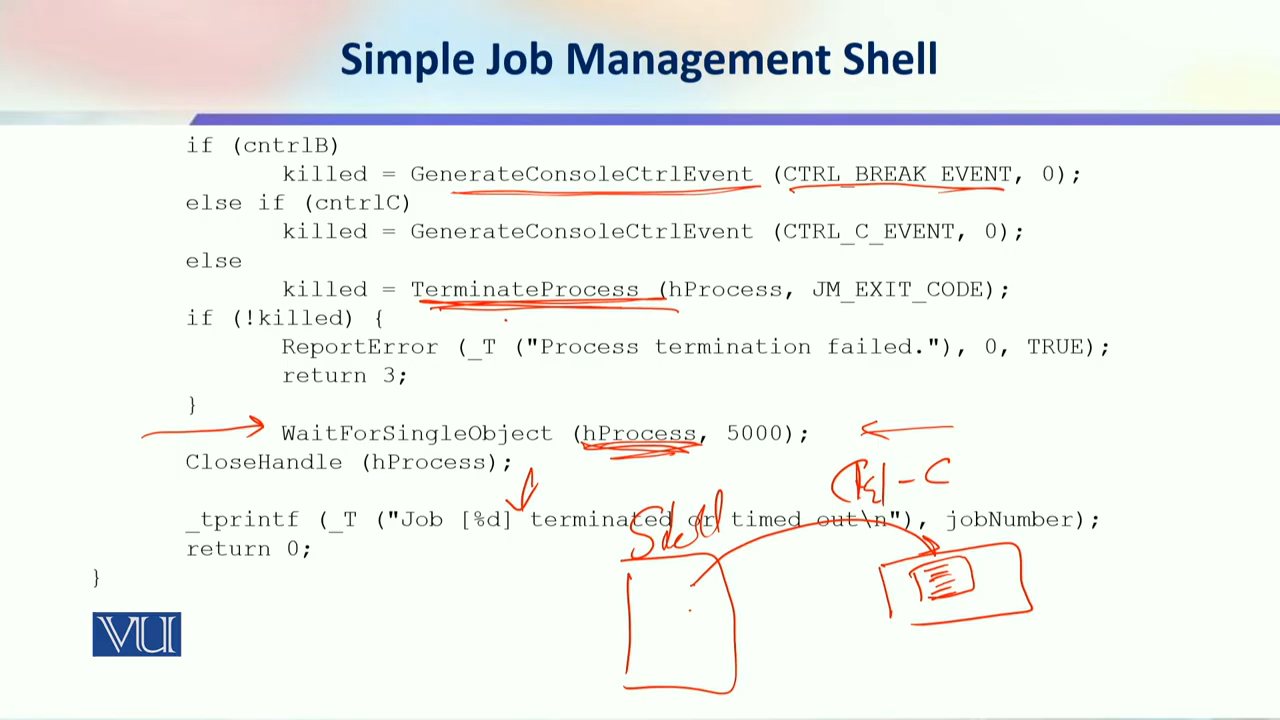 Simple Job Management Shell
if (cntrlB)
killed = GenerateConsoleCtrlEvent (CTRL_BREAK_EVENT, 0);
else if (cntrlC)
killed = GenerateConsoleCtrlEvent (CTRL_C_EVENT, 0);
else
killed = TerminateProcess (hProcess, JM_EXIT_CODE);
if (!killed) {
ReportError (_T ("Process termination failed."), 0, TRUE);
return 3;
}
WaitForSingleObject (hProcess, 5000);
CloseHandle (hProcess);
Ctrl-C
_tprintf (_T ("Job [%d] terminated or timed out\n"), jobNumber);
return 0;
}
VU